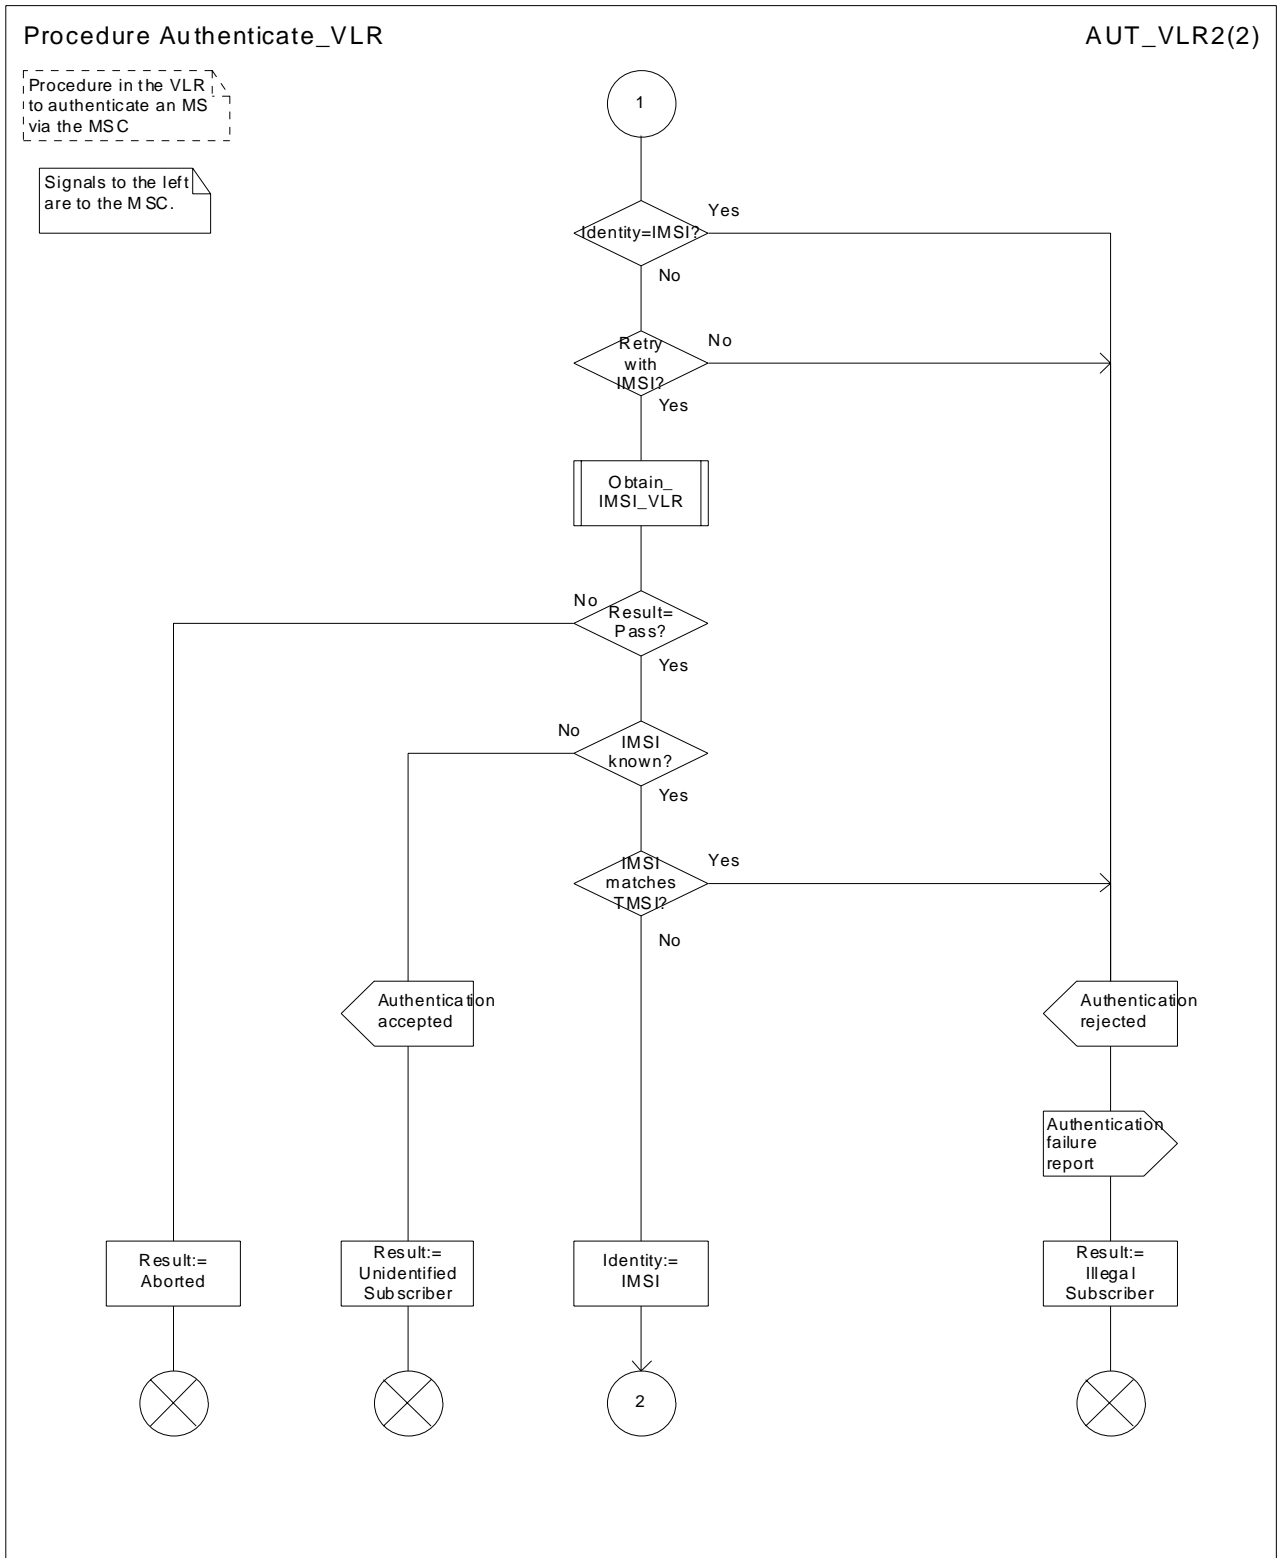 Procedure Authenticate_VLR
AUT_VLR2(2)
Procedure in the VLR
to authenticate an MS
via the MSC
Signals to the left
are to the MSC.
1
Identity=IMSI?
Yes
No
Retry
with
IMSI?
No
Yes
Obtain_
IMSI_VLR
Result=
Pass?
No
Yes
IMSI
known?
No
Yes
IMSI
matches
TMSI?
Yes
No
Authentication
accepted
Authentication
rejected
Authentication
failure
report
Result:=
Aborted
Result:=
Unidentified
Subscriber
Identity:=
IMSI
Result:=
Illegal
Subscriber
2